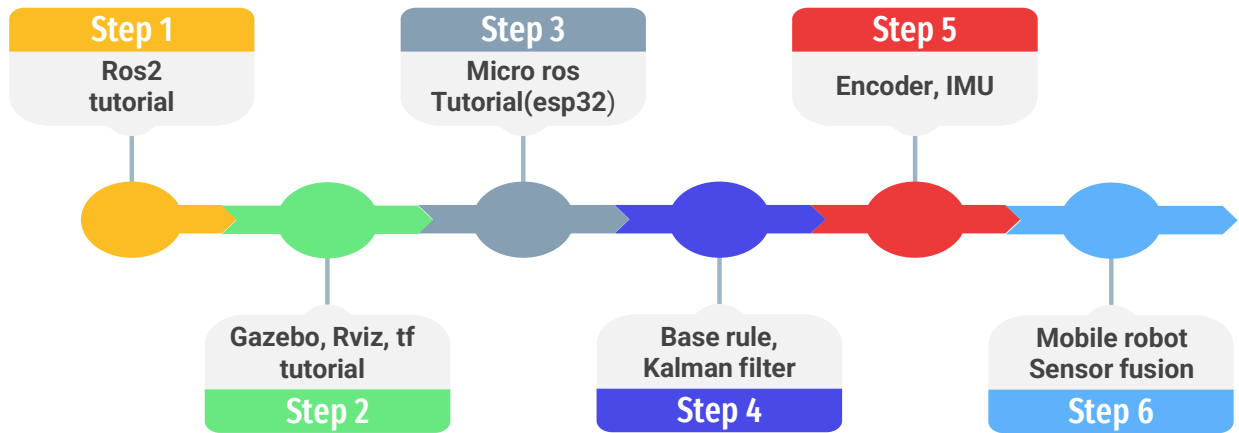 Step 1
Ros2
tutorial
Gazebo, Rviz, tf
tutorial
Step 2
Step 3
Micro ros
Tutorial(esp32)
Base rule,
Kalman filter
Step 4
Step 5
Encoder, IMU
Mobile robot
Sensor fusion
Step 6